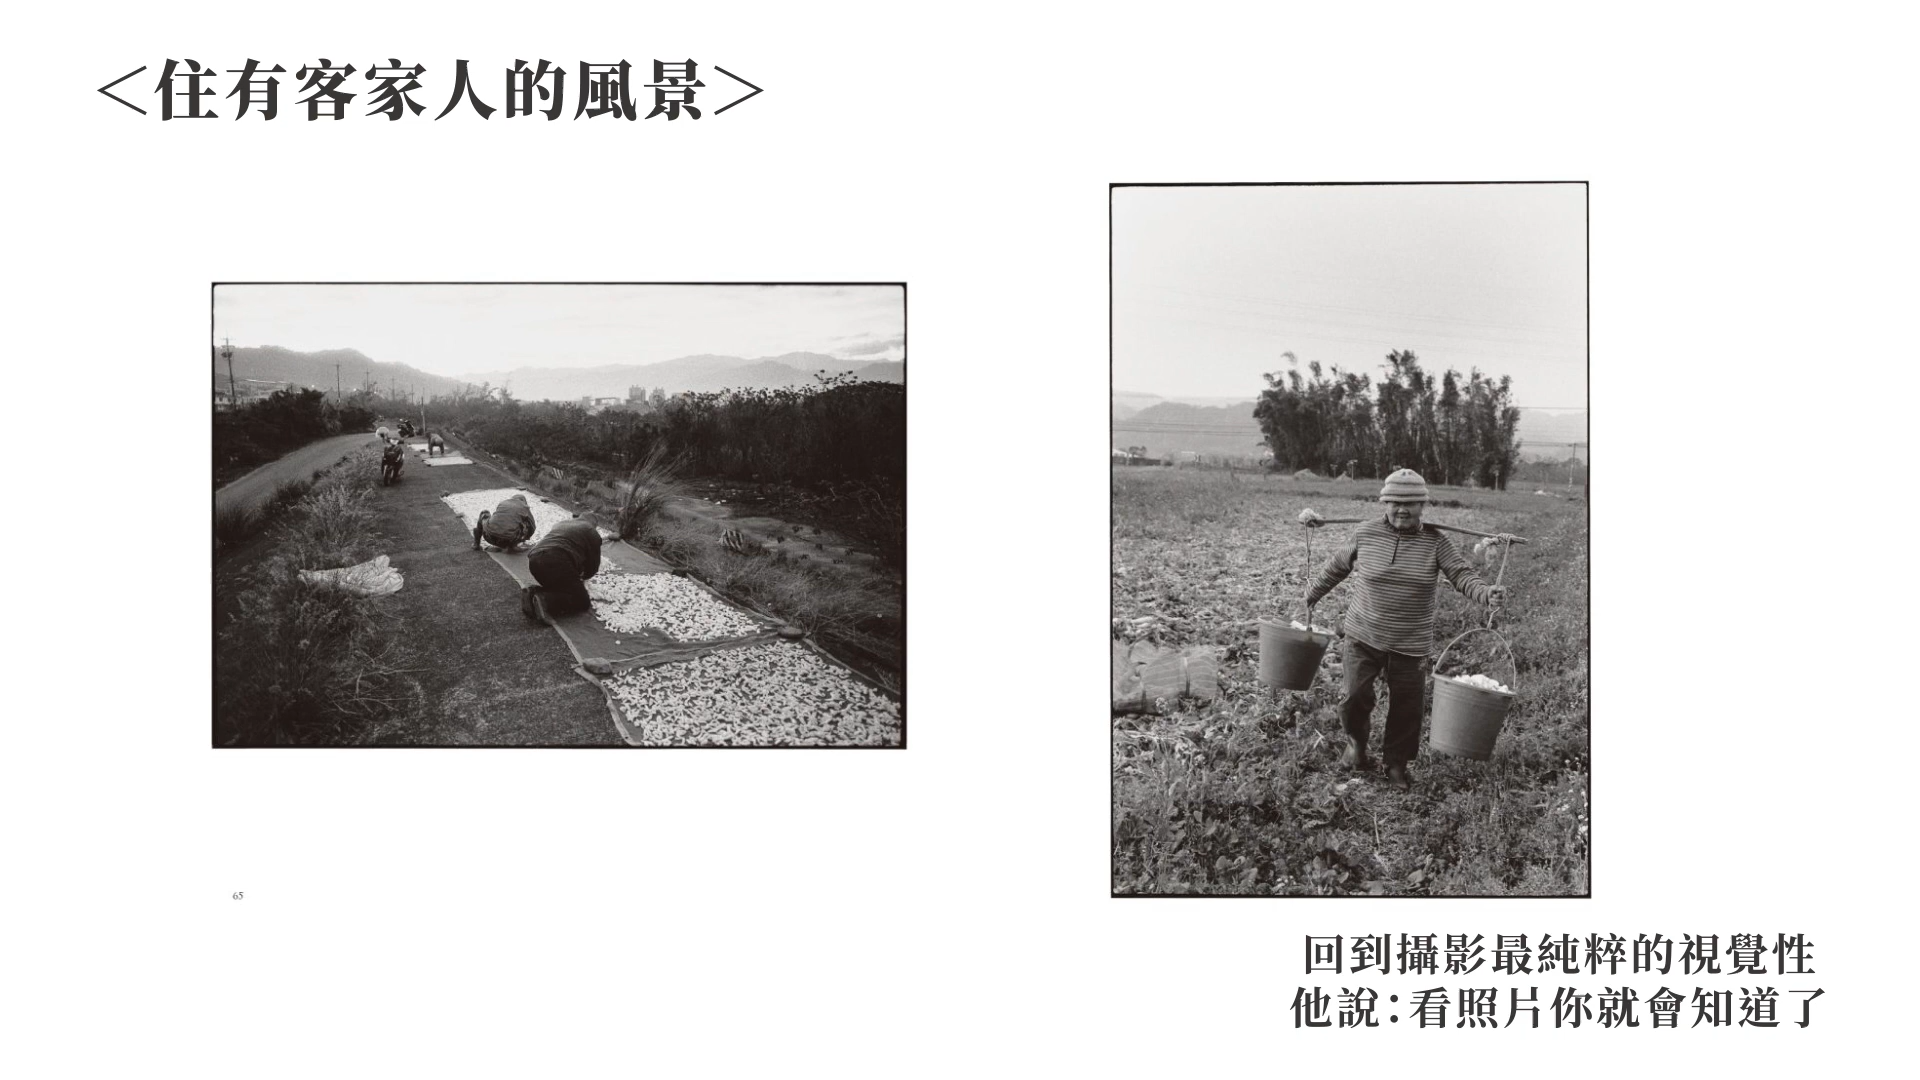 ＜住有客家人的風景＞
65
回到攝影最純粹的視覺性
他說：看照片你就會知道了